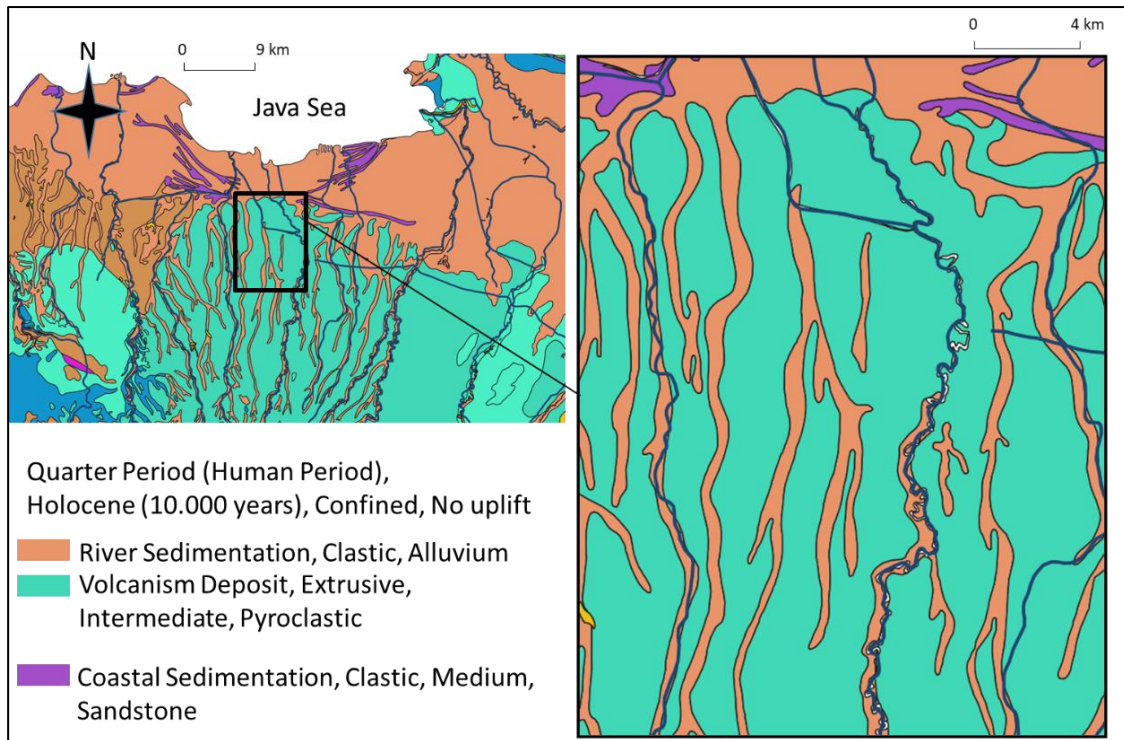 N
0 9 km
Java Sea
0 4 km
Quarter Period (Human Period),
Holocene (10.000 years), Confined, No uplift
River Sedimentation, Clastic, Alluvium
Volcanism Deposit, Extrusive,
Intermediate, Pyroclastic
Coastal Sedimentation, Clastic, Medium,
Sandstone